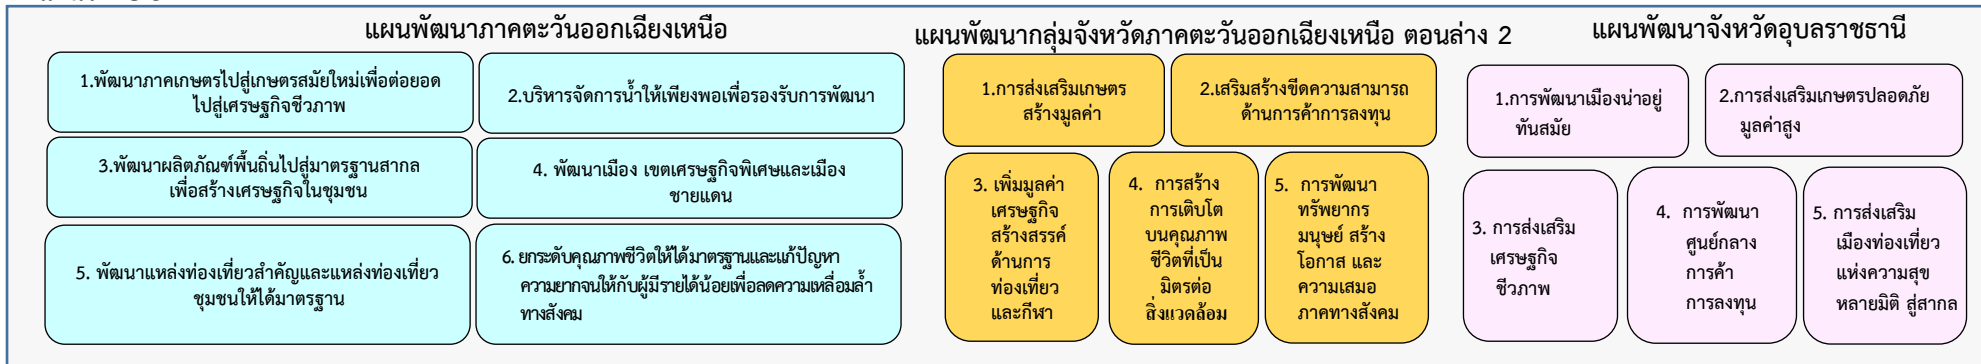 แผนพัฒนาภาคตะวันออกเฉียงเหนือ
1.พัฒนาภาคเกษตรไปสู่เกษตรสมัยใหม่เพื่อต่อยอด
ไปสู่เศรษฐกิจชีวภาพ
2.บริหารจัดการน้ำให้เพียงพอเพื่อรองรับการพัฒนา
3.พัฒนาผลิตภัณฑ์พื้นถิ่นไปสู่มาตรฐานสากล
เพื่อสร้างเศรษฐกิจในชุมชน
4. พัฒนาเมือง เขตเศรษฐกิจพิเศษและเมือง
ชายแดน
5. พัฒนาแหล่งท่องเที่ยวสำคัญและแหล่งท่องเที่ยว
ชุมชนให้ได้มาตรฐาน
6. ยกระดับคุณภาพชีวิตให้ได้มาตรฐานและแก้ปัญหา
ความยากจนให้กับผู้มีรายได้น้อยเพื่อลดความเหลื่อมล้ำ
ทางสังคม
แผนพัฒนากลุ่มจังหวัดภาคตะวันออกเฉียงเหนือ ตอนล่าง 2
1.การส่งเสริมเกษตร
สร้างมูลค่า
2.เสริมสร้างขีดความสามารถ
ด้านการค้าการลงทุน
3. เพิ่มมูลค่า
เศรษฐกิจ
สร้างสรรค์
ด้านการ
ท่องเที่ยว
และกีฬา
4. การสร้าง
การเติบโต
บนคุณภาพ
ชีวิตที่เป็น
มิตรต่อ
สิ่งแวดล้อม
5. การพัฒนา
ทรัพยากร
มนุษย์ สร้าง
โอกาส และ
ความเสมอ
ภาคทางสังคม
แผนพัฒนาจังหวัดอุบลราชธานี
1.การพัฒนาเมืองน่าอยู่
ทันสมัย
2.การส่งเสริมเกษตรปลอดภัย
มูลค่าสูง
3. การส่งเสริม
เศรษฐกิจ
ชีวภาพ
4. การพัฒนา
ศูนย์กลาง
การค้า
การลงทุน
5. การส่งเสริม
เมืองท่องเที่ยว
แห่งความสุข
หลายมิติ สู่สากล